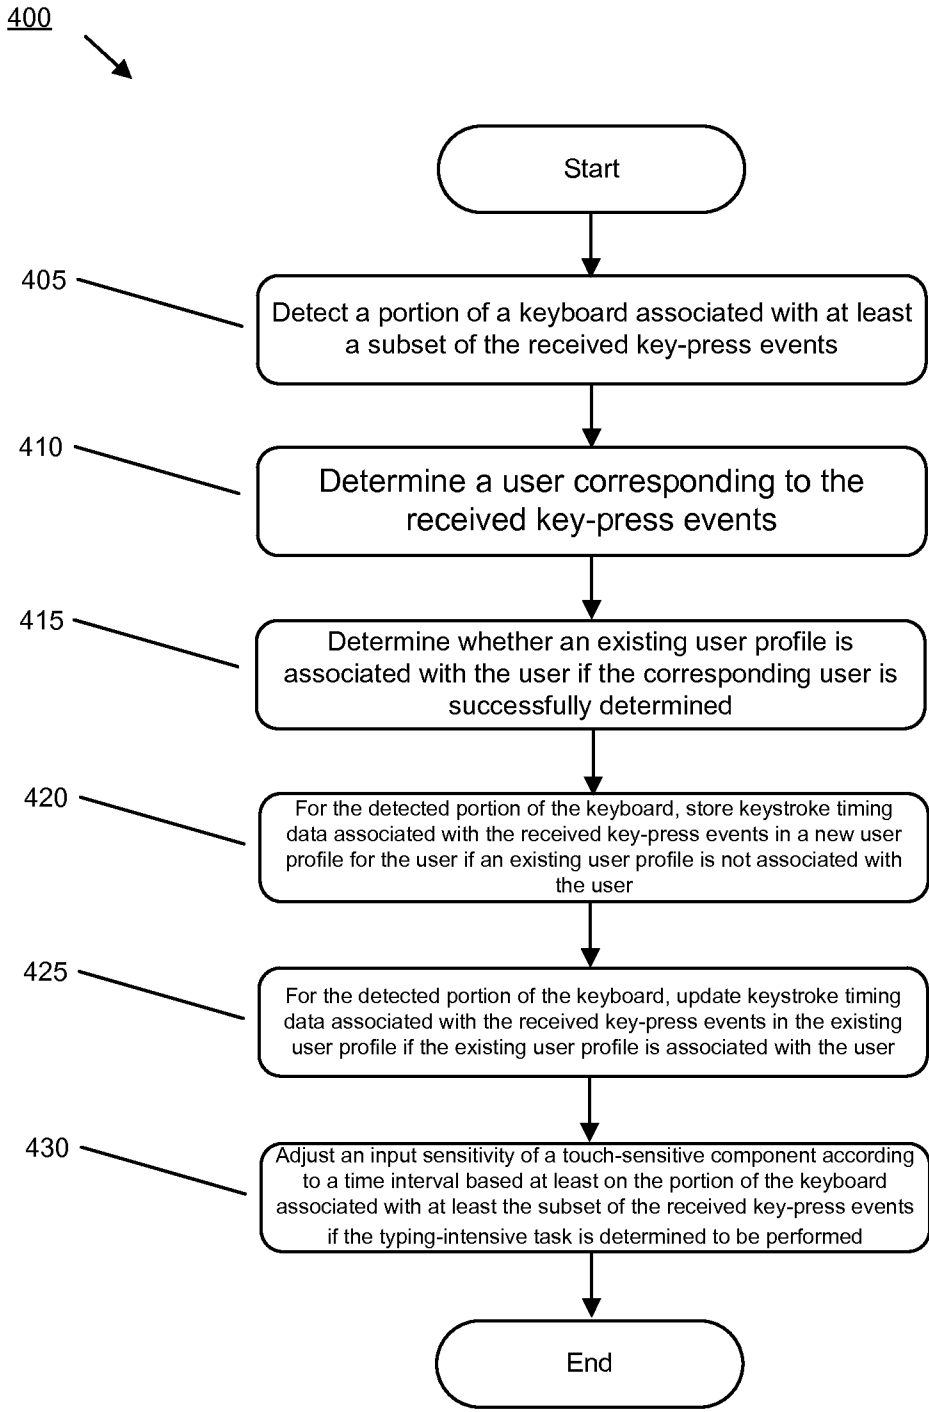 400
Start
405
Detect a portion of a keyboard associated with at least
a subset of the received key-press events
410
Determine a user corresponding to the
received key-press events
415
Determine whether an existing user profile is
associated with the user if the corresponding user is
successfully determined
420
For the detected portion of the keyboard, store keystroke timing
data associated with the received key-press events in a new user
profile for the user if an existing user profile is not associated with
the user
425
For the detected portion of the keyboard, update keystroke timing
data associated with the received key-press events in the existing
user profile if the existing user profile is associated with the user
430
Adjust an input sensitivity of a touch-sensitive component according
to a time interval based at least on the portion of the keyboard
associated with at least the subset of the received key-press events
if the typing-intensive task is determined to be performed
End